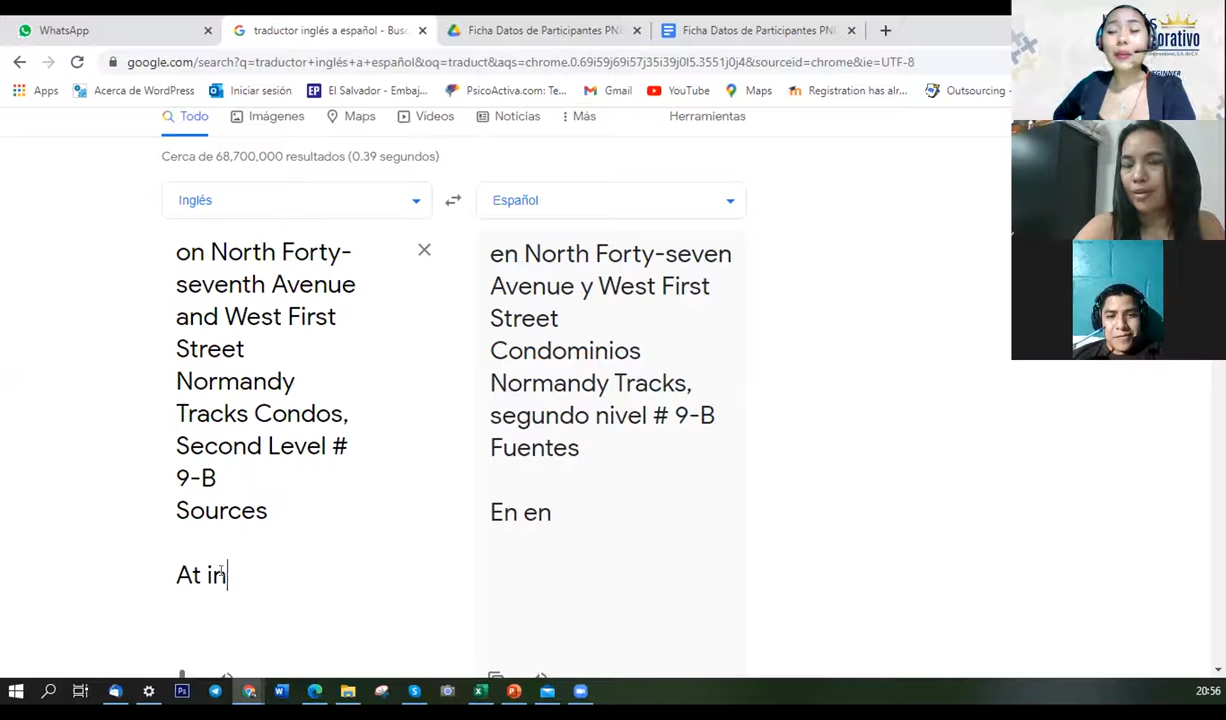 WhatsApp
traductor inglés a español - Busc
Ficha Datos de Participantes PNI
Ficha Datos de Participantes PNI
google.com/search?q=traductor+inglés+a+español&oq=traduct&aqs=chrome.0.69i59j69i57j35i39j0l5.3551j0j4&sourceid=chrome&ie=UTF-8
Apps
Acerca de WordPress
Iniciar sesión
El Salvador - Embaj...
PsicoActiva.com: Te...
Gmail
YouTube
Maps
Registration has alr...
Outsourcing -
Todo
Imágenes
Maps
Vídeos
Noticias
Más
Herramientas
Cerca de 68,700,000 resultados (0.39 segundos)
Inglés
Español
on North Forty-
seventh Avenue
and West First
Street
Normandy
Tracks Condos,
Second Level #
9-B
Sources
At in
en North Forty-seven
Avenue y West First
Street
Condominios
Normandy Tracks,
segundo nivel # 9-B
Fuentes
En en
orativo
20:56